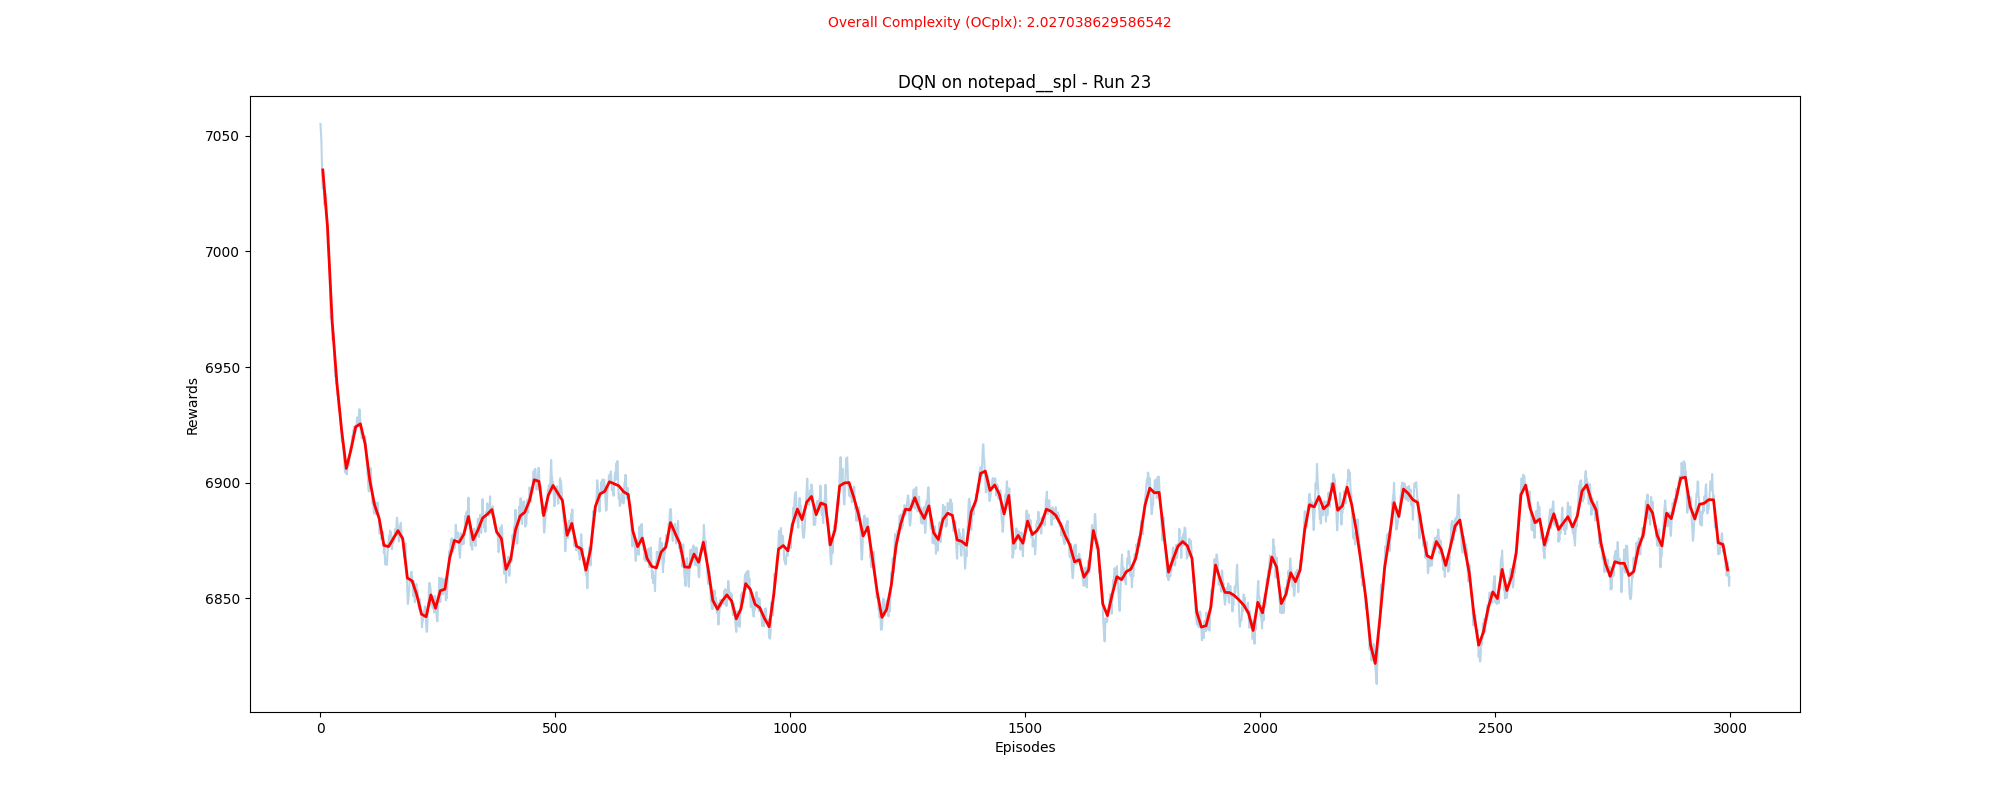 Overall Complexity (OCplx): 2.027038629586542
DQN on notepad__spl - Run 23
7050
7000
6950
6900
6850
Rewards
0 500 1000 1500 2000 2500 3000
Episodes